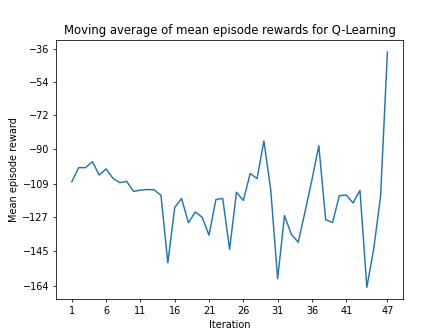 Moving average of mean episode rewards for Q-Learning
Mean episode reward
−36
−54
−72
−90
−109
−127
−145
−164
1 6 11 16 21 26 31 36 41 47
Iteration